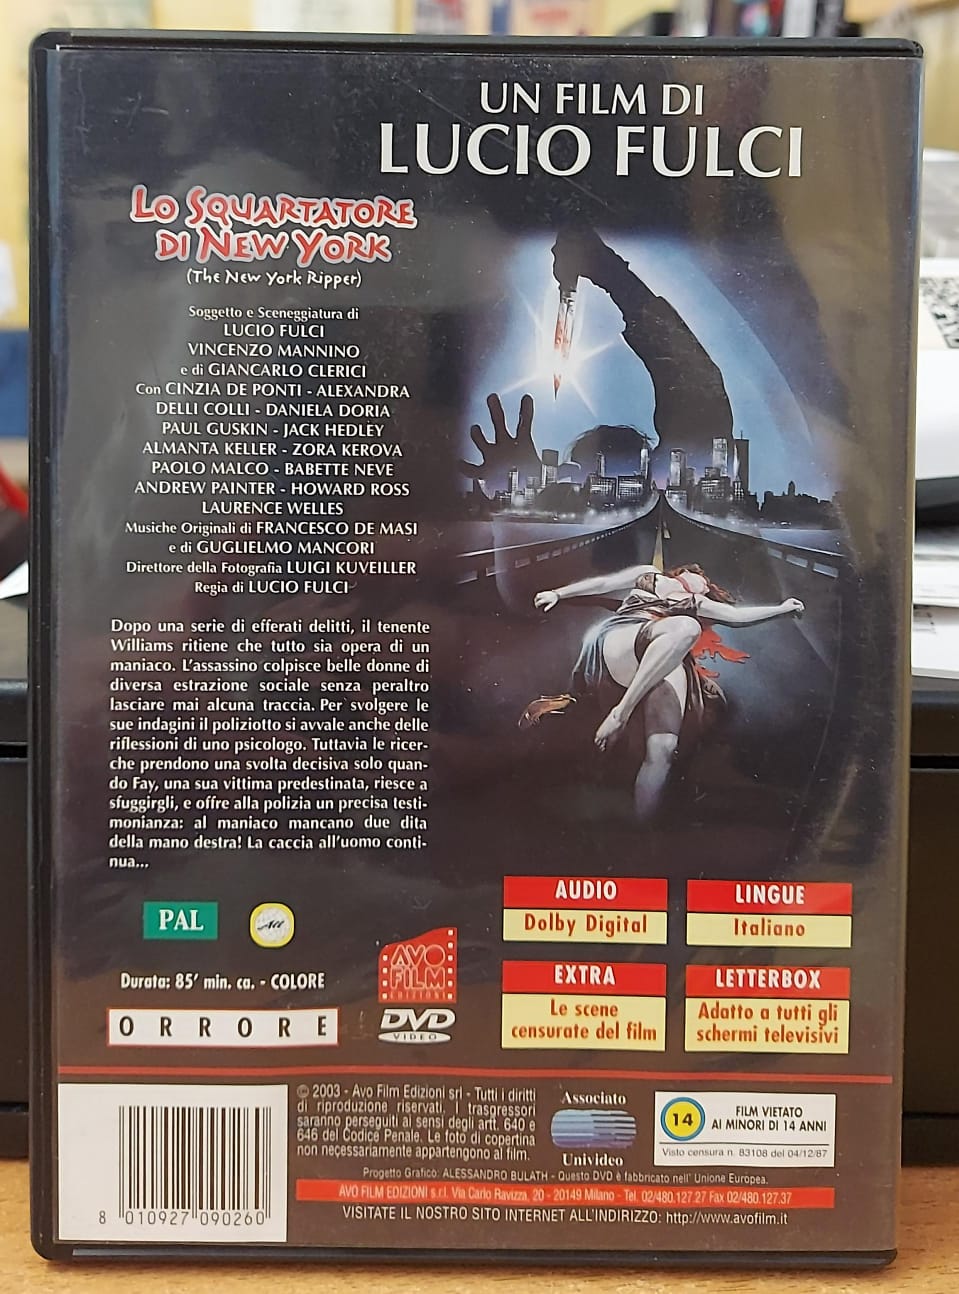 UN FILM DI
LUCIO FULCI
LO SQUARTATORE
DI NEW YORK
(The New York Ripper)
Soggetto e Sceneggiatura di
LUCIO FULCI
VINCENZO MANNINO
e di GIANCARLO CLERICI
Con CINZIA DE PONTI - ALEXANDRA
DELLI COLLI - DANIELA DORIA
PAUL GUSKIN - JACK HEDLEY
ALMANTA KELLER - ZORA KEROVA
PAOLO MALCO - BABETTE NEVE
ANDREW PAINTER - HOWARD ROSS
LAURENCE WELLES
Musiche Originali di FRANCESCO DE MASI
e di GUGLIELMO MANCORI
Direttore della Fotografia LUIGI KUVEILLER
Regia di LUCIO FULCI
Dopo una serie di efferati delitti, il tenente
Williams ritiene che tutto sia opera di un
maniaco. L'assassino colpisce belle donne di
diversa estrazione sociale senza peraltro
lasciare mai alcuna traccia. Per svolgere le
sue indagini il poliziotto si avvale anche delle
riflessioni di uno psicologo. Tuttavia le ricer-
che prendono una svolta decisiva solo quan-
do Fay, una sua vittima predestinata, riesce a
sfuggirgli, e offre alla polizia un precisa testi-
monianza: al maniaco mancano due dita
della mano destra! La caccia all'uomo conti-
nua...
PAL
All
Durata: 85' min. ca. - COLORE
ORRORE
AVO
FILM
EDIZIONI
DVD
VIDEO
AUDIO
Dolby Digital
LINGUE
Italiano
EXTRA
Le scene
censurate del film
LETTERBOX
Adatto a tutti gli
schermi televisivi
8 010927 090260
© 2003 - Avo Film Edizioni srl - Tutti i diritti
di riproduzione riservati. I trasgressori
saranno perseguiti ai sensi degli artt. 640 e
646 del Codice Penale. Le foto di copertina
non necessariamente appartengono al film.
Associato
Univideo
14
FILM VIETATO
AI MINORI DI 14 ANNI
Visto censura n. 83108 del 04/12/87
Progetto Grafico: ALESSANDRO BULATH - Questo DVD è fabbricato nell' Unione Europea.
AVO FILM EDIZIONI s.r.l. Via Carlo Ravizza, 20 - 20149 Milano - Tel. 02/480.127.27 Fax 02/480.127.37
VISITATE IL NOSTRO SITO INTERNET ALL'INDIRIZZO: http://www.avofilm.it